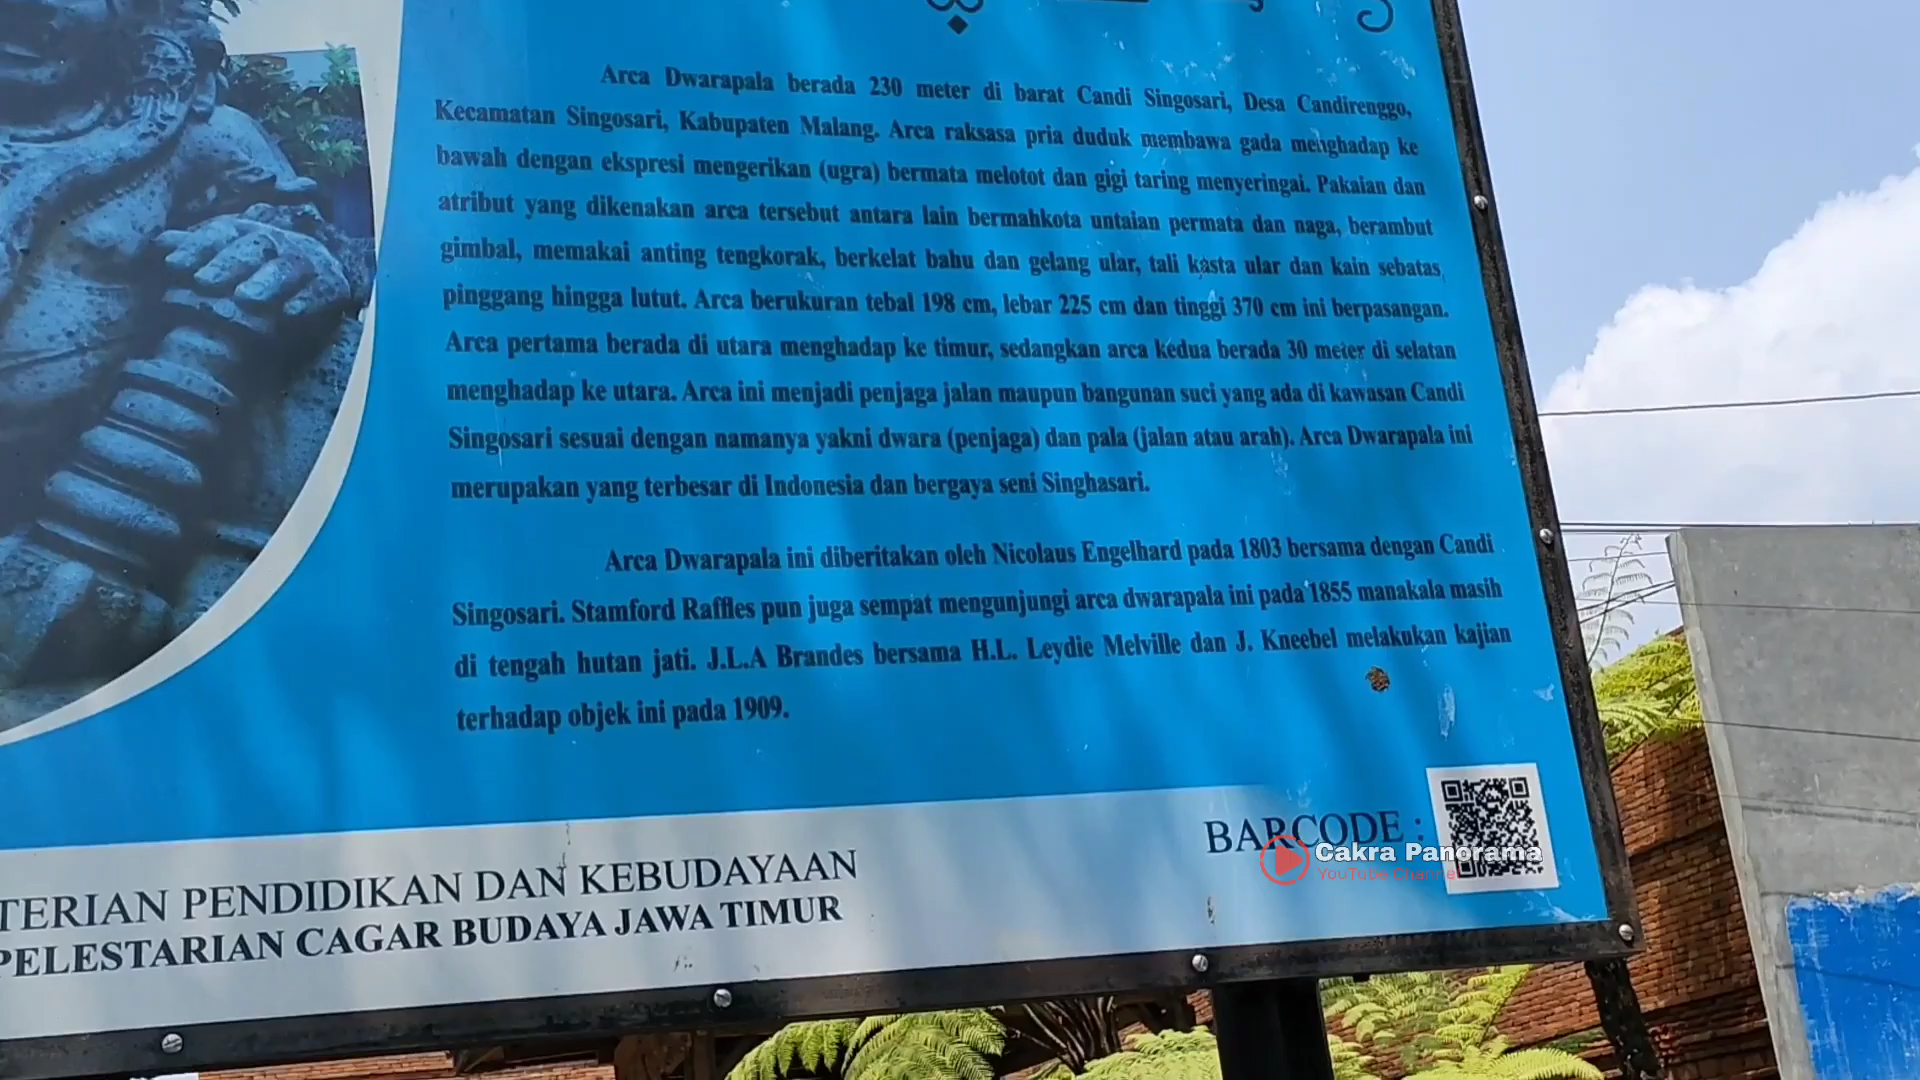 Arca Dwarapala berada 230 meter di barat Candi Singosari, Desa Candirenggo,
Kecamatan Singosari, Kabupaten Malang. Arca raksasa pria duduk membawa gada menghadap ke
bawah dengan ekspresi mengerikan (ugra) bermata melotot dan gigi taring menyeringai. Pakaian dan
atribut yang dikenakan arca tersebut antara lain bermahkota untaian permata dan naga, berambut
gimbal, memakai anting tengkorak, berkelat bahu dan gelang ular, tali kasta ular dan kain sebatas
pinggang hingga lutut. Arca berukuran tebal 198 cm, lebar 225 cm dan tinggi 370 cm ini berpasangan.
Arca pertama berada di utara menghadap ke timur, sedangkan arca kedua berada 30 meter di selatan
menghadap ke utara. Arca ini menjadi penjaga jalan maupun bangunan suci yang ada di kawasan Candi
Singosari sesuai dengan namanya yakni dwara (penjaga) dan pala (jalan atau arah). Arca Dwarapala ini
merupakan yang terbesar di Indonesia dan bergaya seni Singhasari.
Arca Dwarapala ini diberitakan oleh Nicolaus Engelhard pada 1803 bersama dengan Candi
Singosari. Stamford Raffles pun juga sempat mengunjungi arca dwarapala ini pada 1855 manakala masih
di tengah hutan jati. J.L.A Brandes bersama H.L. Leydie Melville dan J. Kneebel melakukan kajian
terhadap objek ini pada 1909.
BARCODE :
Cakra Panorama
YouTube Channel
TERIAN PENDIDIKAN DAN KEBUDAYAAN
PELESTARIAN CAGAR BUDAYA JAWA TIMUR